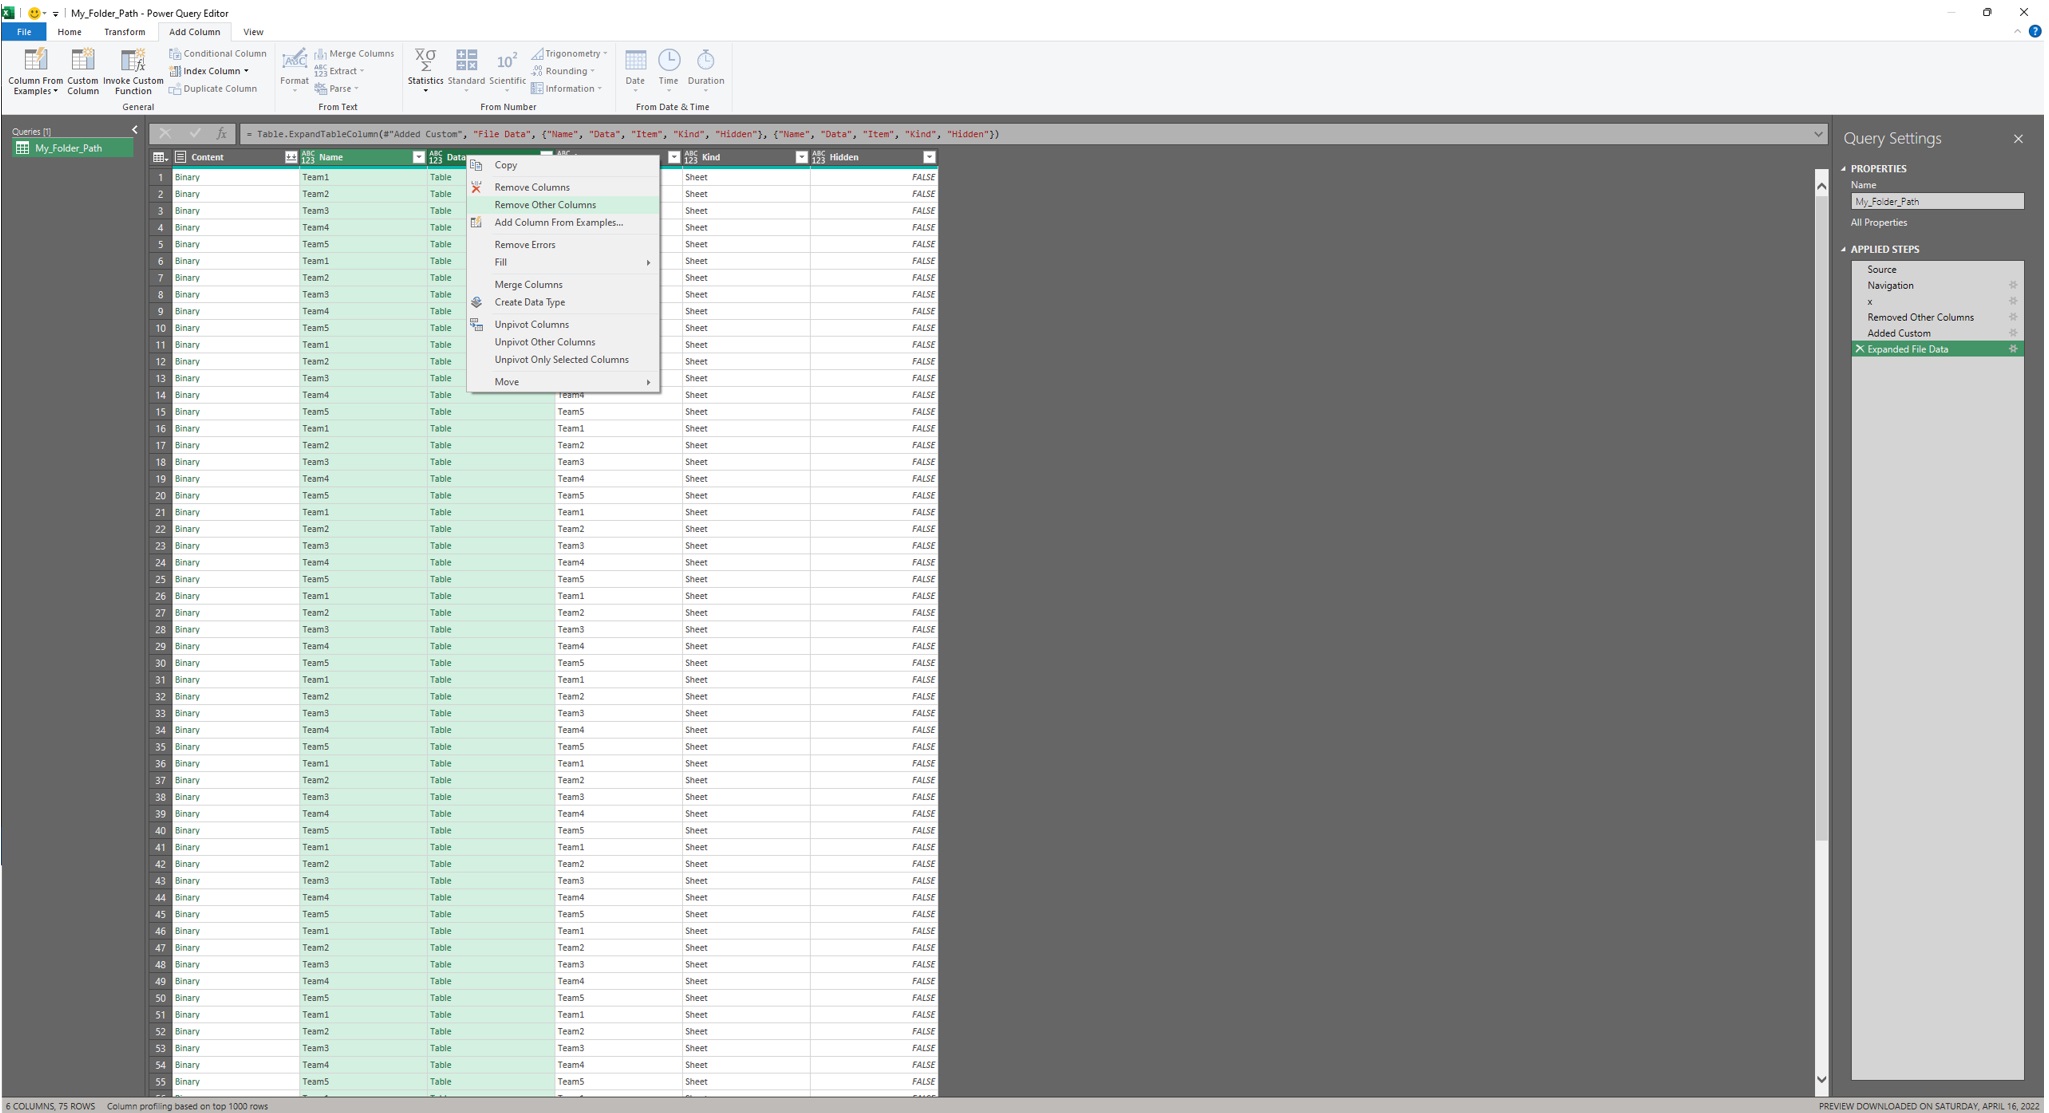 My_Folder_Path - Power Query Editor
File Home Transform Add Column View
Column From Examples
Custom Column
Invoke Custom Function
Conditional Column
Index Column
Duplicate Column
General
Format
Merge Columns
Extract
Parse
From Text
Statistics
Standard
Scientific
Trigonometry
Rounding
Information
From Number
Date
Time
Duration
From Date & Time
Queries [1]
My_Folder_Path
= Table.ExpandTableColumn(#"Added Custom", "File Data", {"Name", "Data", "Item", "Kind", "Hidden"}, {"Name", "Data", "Item", "Kind", "Hidden"})
Content ABC 123 Name ABC 123 Data ABC 123 Kind ABC 123 Hidden
1 Binary Team1 Table Sheet FALSE
2 Binary Team2 Table Sheet FALSE
3 Binary Team3 Table Sheet FALSE
4 Binary Team4 Table Sheet FALSE
5 Binary Team5 Table Sheet FALSE
6 Binary Team1 Table Sheet FALSE
7 Binary Team2 Table Sheet FALSE
8 Binary Team3 Table Sheet FALSE
9 Binary Team4 Table Sheet FALSE
10 Binary Team5 Table Sheet FALSE
11 Binary Team1 Table Sheet FALSE
12 Binary Team2 Table Sheet FALSE
13 Binary Team3 Table Sheet FALSE
14 Binary Team4 Table Team4 Sheet FALSE
15 Binary Team5 Table Team5 Sheet FALSE
16 Binary Team1 Table Team1 Sheet FALSE
17 Binary Team2 Table Team2 Sheet FALSE
18 Binary Team3 Table Team3 Sheet FALSE
19 Binary Team4 Table Team4 Sheet FALSE
20 Binary Team5 Table Team5 Sheet FALSE
21 Binary Team1 Table Team1 Sheet FALSE
22 Binary Team2 Table Team2 Sheet FALSE
23 Binary Team3 Table Team3 Sheet FALSE
24 Binary Team4 Table Team4 Sheet FALSE
25 Binary Team5 Table Team5 Sheet FALSE
26 Binary Team1 Table Team1 Sheet FALSE
27 Binary Team2 Table Team2 Sheet FALSE
28 Binary Team3 Table Team3 Sheet FALSE
29 Binary Team4 Table Team4 Sheet FALSE
30 Binary Team5 Table Team5 Sheet FALSE
31 Binary Team1 Table Team1 Sheet FALSE
32 Binary Team2 Table Team2 Sheet FALSE
33 Binary Team3 Table Team3 Sheet FALSE
34 Binary Team4 Table Team4 Sheet FALSE
35 Binary Team5 Table Team5 Sheet FALSE
36 Binary Team1 Table Team1 Sheet FALSE
37 Binary Team2 Table Team2 Sheet FALSE
38 Binary Team3 Table Team3 Sheet FALSE
39 Binary Team4 Table Team4 Sheet FALSE
40 Binary Team5 Table Team5 Sheet FALSE
41 Binary Team1 Table Team1 Sheet FALSE
42 Binary Team2 Table Team2 Sheet FALSE
43 Binary Team3 Table Team3 Sheet FALSE
44 Binary Team4 Table Team4 Sheet FALSE
45 Binary Team5 Table Team5 Sheet FALSE
46 Binary Team1 Table Team1 Sheet FALSE
47 Binary Team2 Table Team2 Sheet FALSE
48 Binary Team3 Table Team3 Sheet FALSE
49 Binary Team4 Table Team4 Sheet FALSE
50 Binary Team5 Table Team5 Sheet FALSE
51 Binary Team1 Table Team1 Sheet FALSE
52 Binary Team2 Table Team2 Sheet FALSE
53 Binary Team3 Table Team3 Sheet FALSE
54 Binary Team4 Table Team4 Sheet FALSE
55 Binary Team5 Table Team5 Sheet FALSE
Copy
Remove Columns
Remove Other Columns
Add Column From Examples...
Remove Errors
Fill
Merge Columns
Create Data Type
Unpivot Columns
Unpivot Other Columns
Unpivot Only Selected Columns
Move
Query Settings
PROPERTIES
Name
My_Folder_Path
All Properties
APPLIED STEPS
Source
Navigation
x
Removed Other Columns
Added Custom
Expanded File Data
6 COLUMNS, 75 ROWS Column profiling based on top 1000 rows
PREVIEW DOWNLOADED ON SATURDAY, APRIL 16, 2022